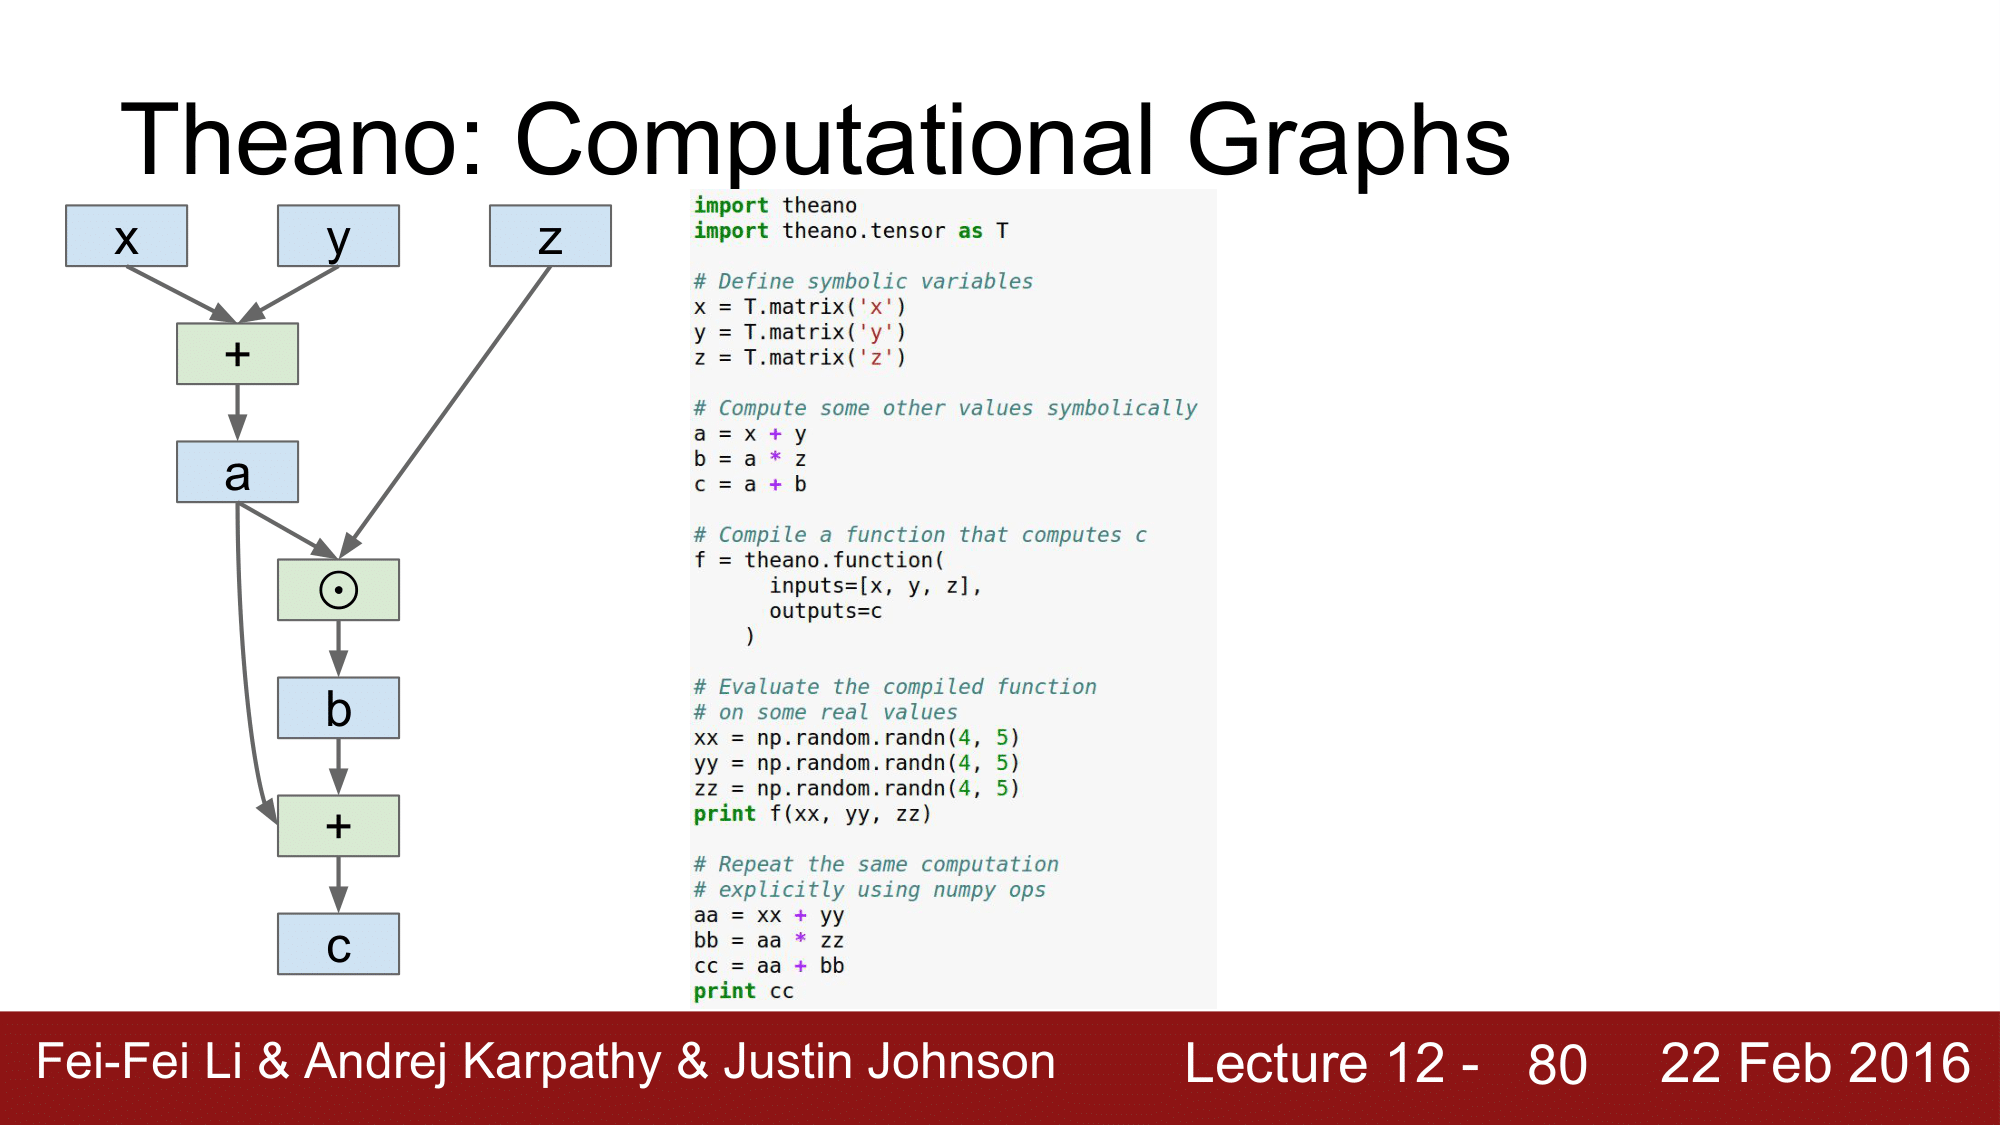 Theano: Computational Graphs
x y z
+
a
⊙
b
+
c
import theano
import theano.tensor as T
# Define symbolic variables
x = T.matrix('x')
y = T.matrix('y')
z = T.matrix('z')
# Compute some other values symbolically
a = x + y
b = a * z
c = a + b
# Compile a function that computes c
f = theano.function(
      inputs=[x, y, z],
      outputs=c
    )
# Evaluate the compiled function
# on some real values
xx = np.random.randn(4, 5)
yy = np.random.randn(4, 5)
zz = np.random.randn(4, 5)
print f(xx, yy, zz)
# Repeat the same computation
# explicitly using numpy ops
aa = xx + yy
bb = aa * zz
cc = aa + bb
print cc
Fei-Fei Li & Andrej Karpathy & Justin Johnson Lecture 12 - 80 22 Feb 2016